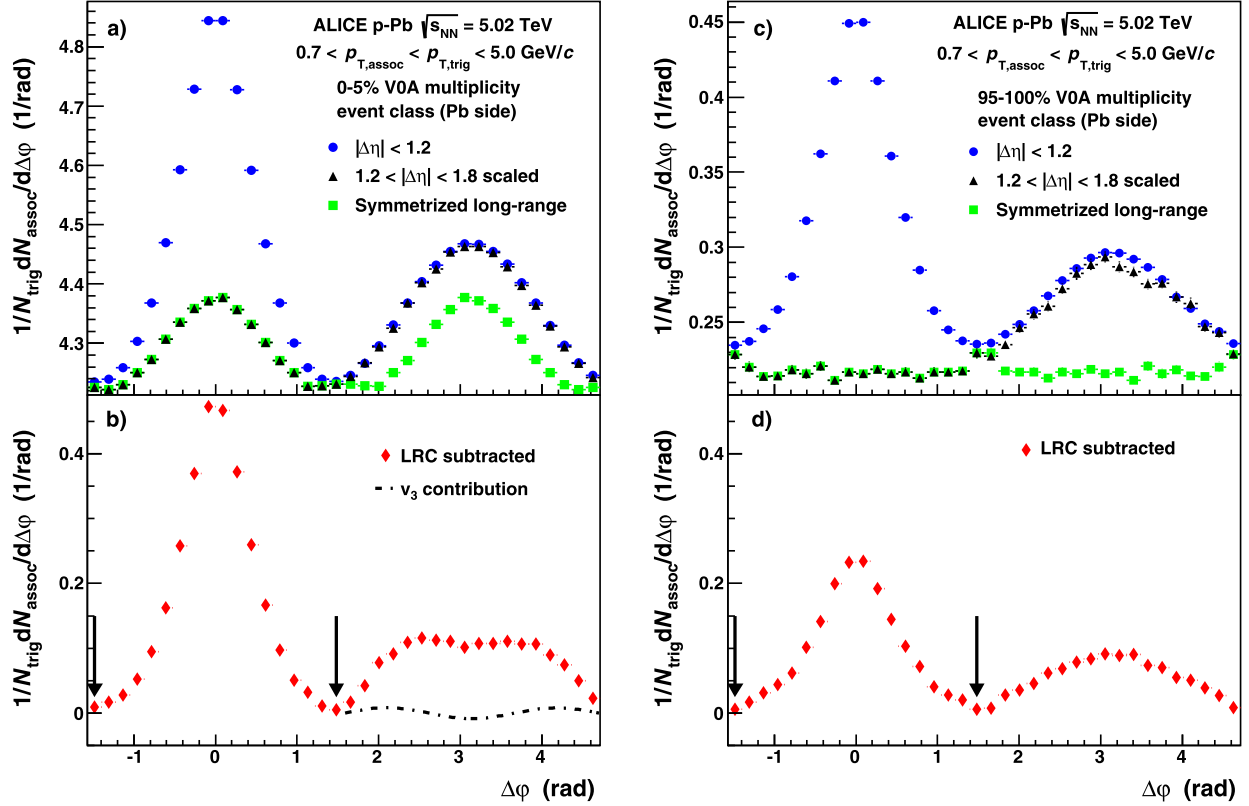 a)
ALICE p-Pb √sNN = 5.02 TeV
0.7 < pT,assoc < pT,trig < 5.0 GeV/c
0-5% V0A multiplicity
event class (Pb side)
|Δη| < 1.2
1.2 < |Δη| < 1.8 scaled
Symmetrized long-range
1/Ntrig dNassoc/dΔφ (1/rad)
4.8
4.7
4.6
4.5
4.4
4.3
c)
ALICE p-Pb √sNN = 5.02 TeV
0.7 < pT,assoc < pT,trig < 5.0 GeV/c
95-100% V0A multiplicity
event class (Pb side)
|Δη| < 1.2
1.2 < |Δη| < 1.8 scaled
Symmetrized long-range
1/Ntrig dNassoc/dΔφ (1/rad)
0.45
0.4
0.35
0.3
0.25
b)
LRC subtracted
v3 contribution
1/Ntrig dNassoc/dΔφ (1/rad)
0.4
0.2
0
-1 0 1 2 3 4
Δφ (rad)
d)
LRC subtracted
1/Ntrig dNassoc/dΔφ (1/rad)
0.4
0.2
0
-1 0 1 2 3 4
Δφ (rad)